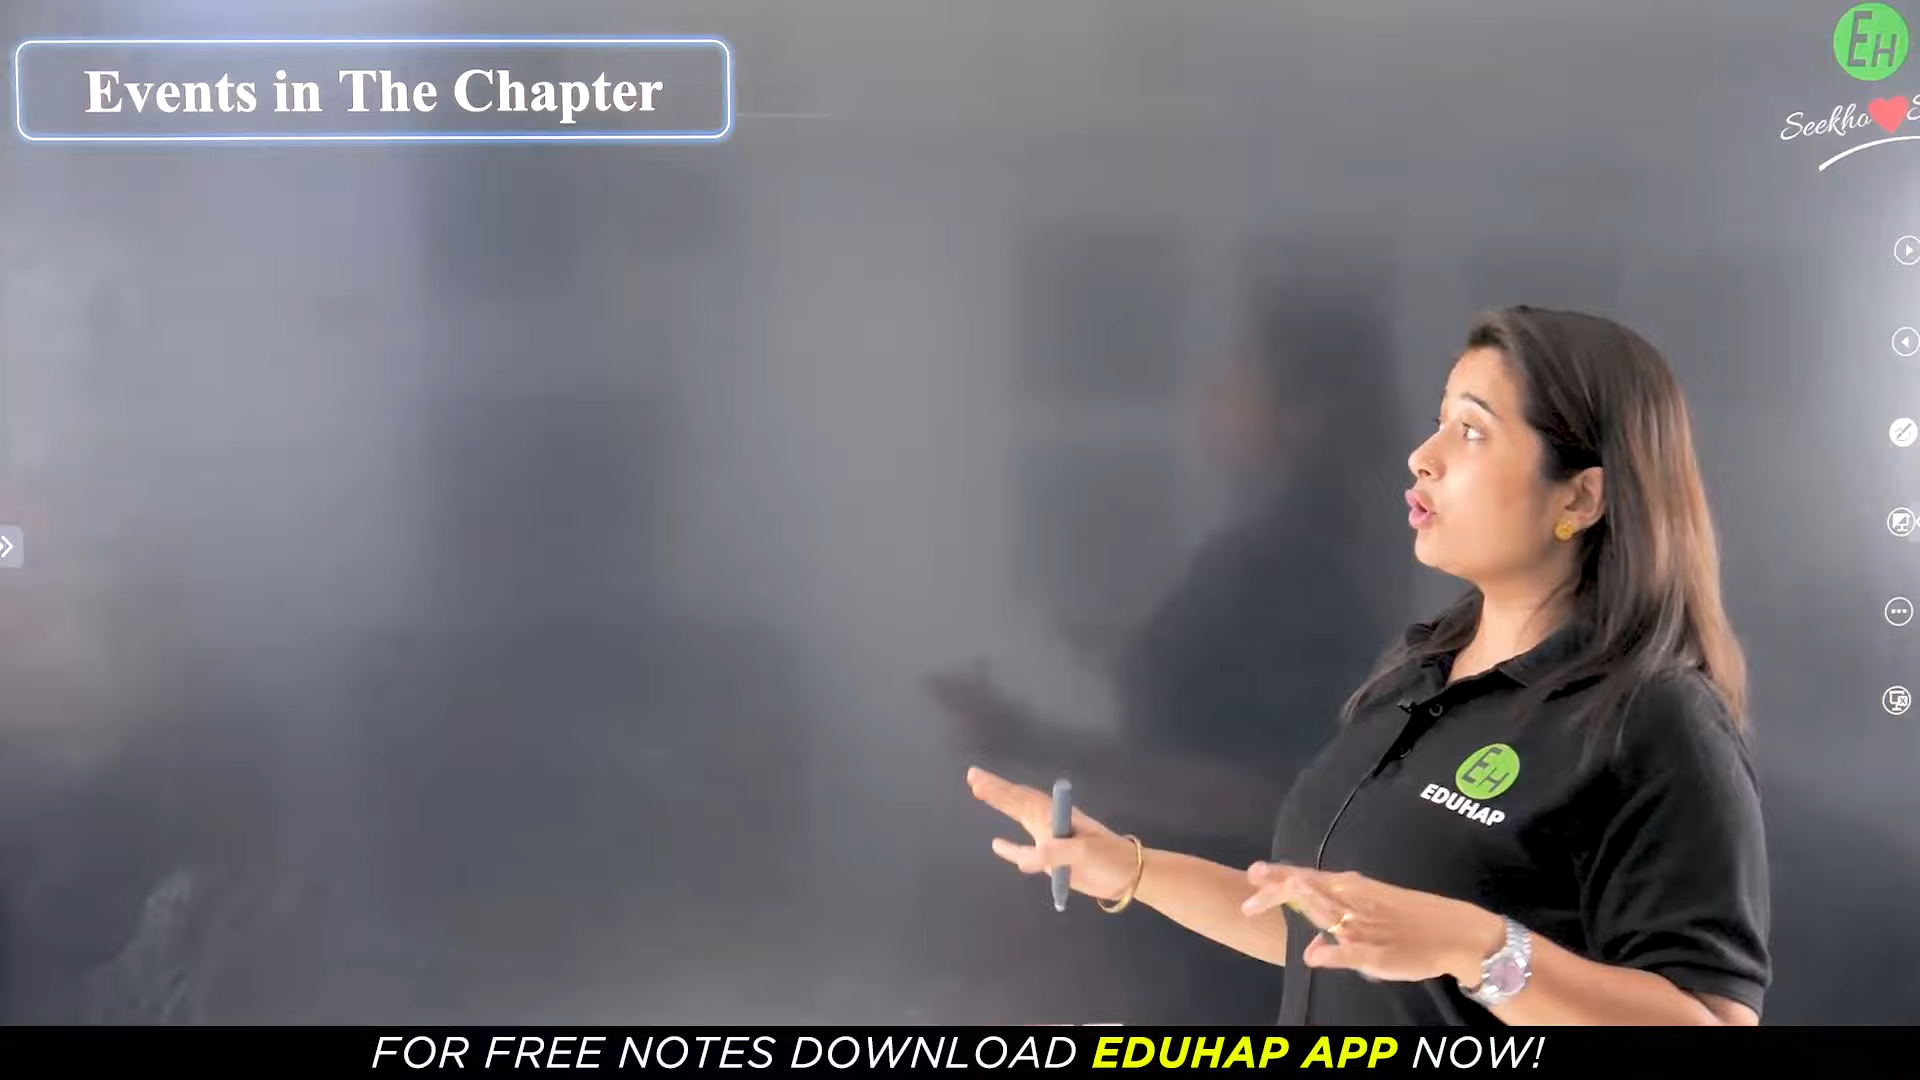 Events in The Chapter
EH
Seekho
EH
EDUHAP
FOR FREE NOTES DOWNLOAD EDUHAP APP NOW!